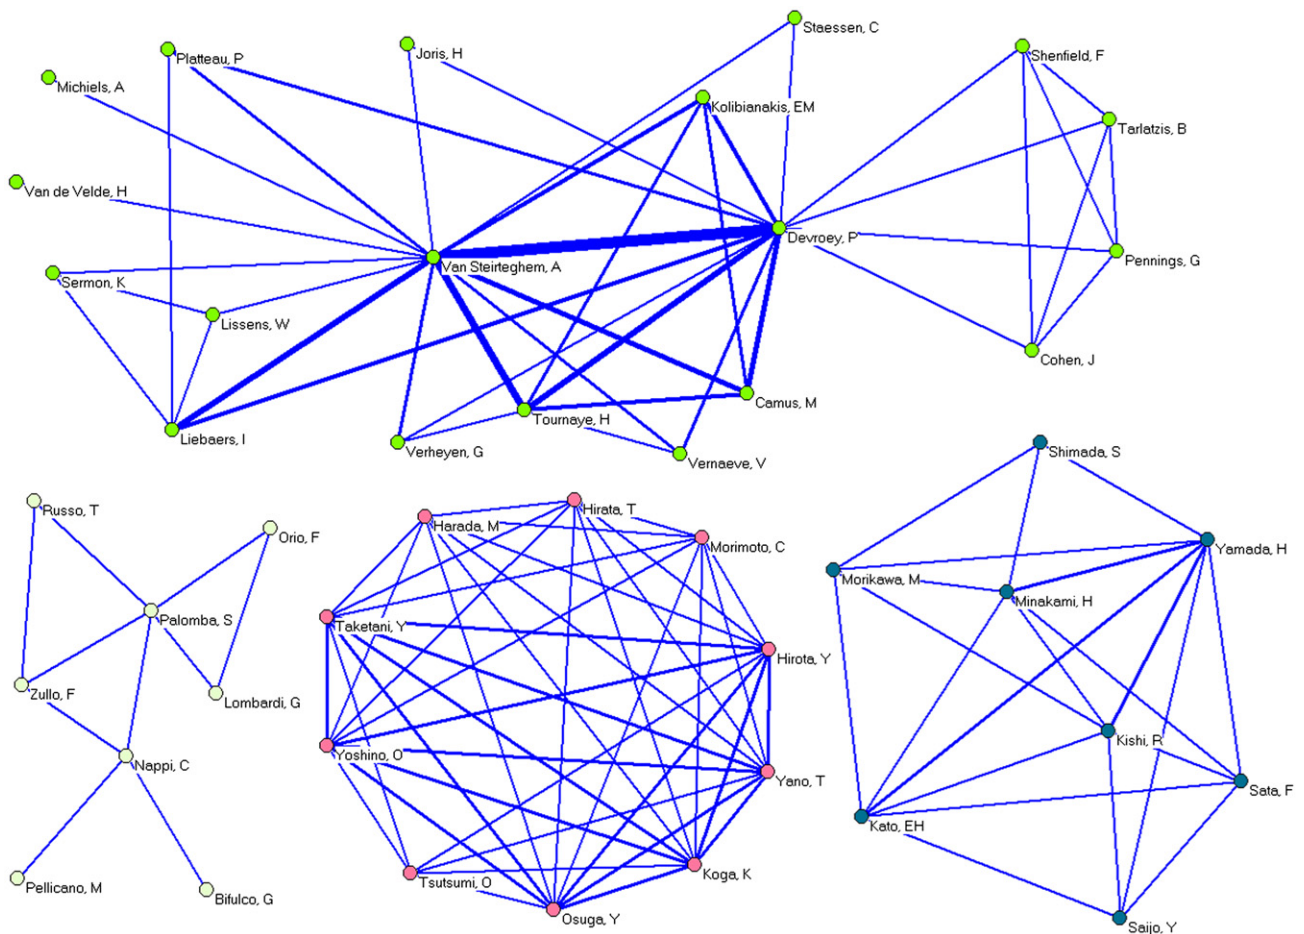 Staessen, C
Platteau, P
Joris, H
Shenfield, F
Michiels, A
Kolibianakis, EM
Tarlatzis, B
Van de Velde, H
Devroey, P
Van Steirteghem, A
Pennings, G
Sermon, K
Lissens, W
Cohen, J
Camus, M
Tournaye, H
Liebaers, I
Verheyen, G
Vernaeve, V
Shimada, S
Russo, T
Hirata, T
Harada, M
Orio, F
Morimoto, C
Yamada, H
Morikawa, M
Minakami, H
Palomba, S
Taketani, Y
Hirota, Y
Zullo, F
Lombardi, G
Kishi, R
Yoshino, O
Nappi, C
Yano, T
Sata, F
Kato, EH
Koga, K
Tsutsumi, O
Pellicano, M
Bifulco, G
Osuga, Y
Saijo, Y